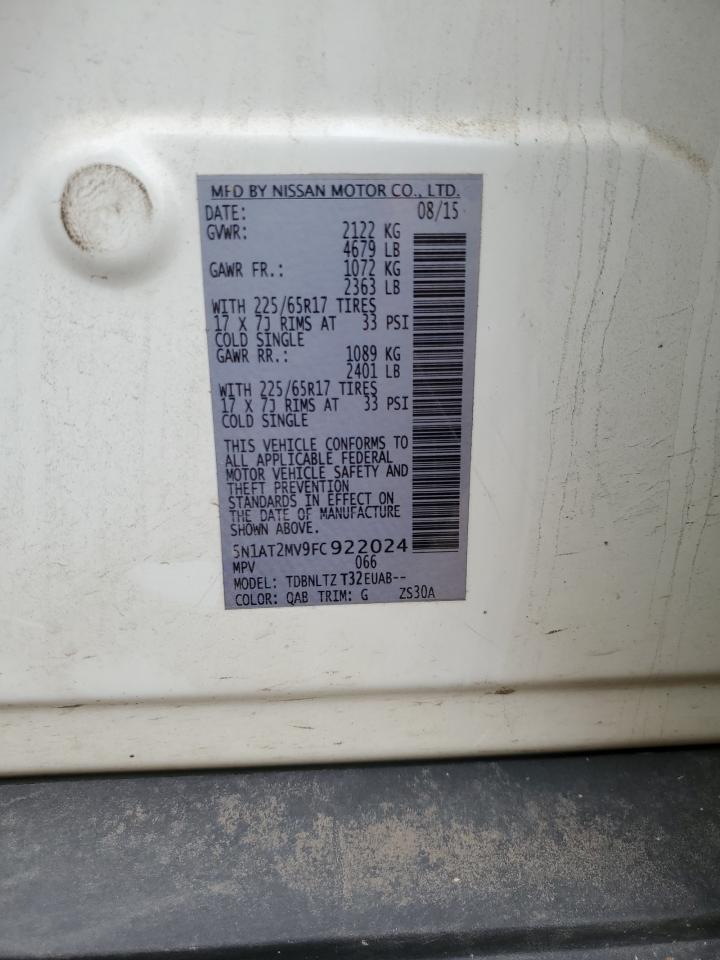 MFD BY NISSAN MOTOR CO., LTD.
DATE: 08/15
GVWR: 2122 KG
4679 LB
GAWR FR.: 1072 KG
2363 LB
WITH 225/65R17 TIRES
17 X 7J RIMS AT 33 PSI
COLD SINGLE
GAWR RR.: 1089 KG
2401 LB
WITH 225/65R17 TIRES
17 X 7J RIMS AT 33 PSI
COLD SINGLE
THIS VEHICLE CONFORMS TO
ALL APPLICABLE FEDERAL
MOTOR VEHICLE SAFETY AND
THEFT PREVENTION
STANDARDS IN EFFECT ON
THE DATE OF MANUFACTURE
SHOWN ABOVE.
5N1AT2MV9FC922024
MPV 066
MODEL: TDBNLTZ T32EUAB--
COLOR: QAB TRIM: G ZS30A